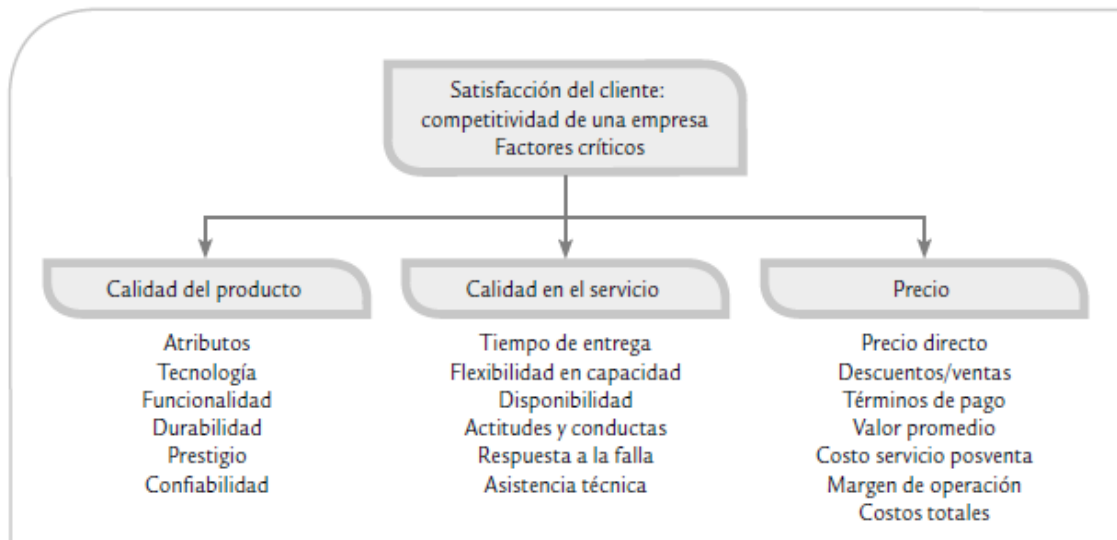 Satisfacción del cliente:
competitividad de una empresa
Factores críticos
Calidad del producto
Atributos
Tecnología
Funcionalidad
Durabilidad
Prestigio
Confiabilidad
Calidad en el servicio
Tiempo de entrega
Flexibilidad en capacidad
Disponibilidad
Actitudes y conductas
Respuesta a la falla
Asistencia técnica
Precio
Precio directo
Descuentos/ventas
Términos de pago
Valor promedio
Costo servicio posventa
Margen de operación
Costos totales